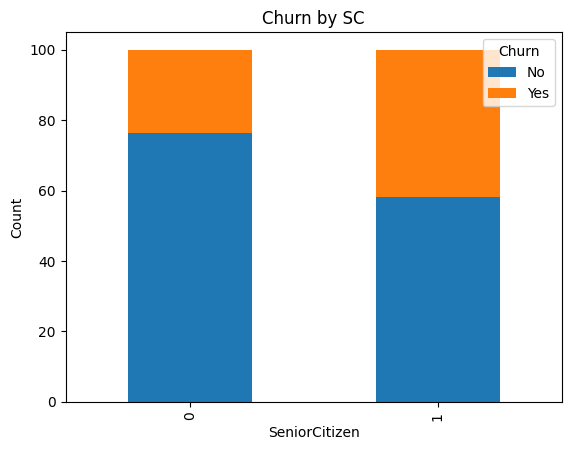 Churn by SC
Churn
No
Yes
100
80
60
40
20
0
Count
0
1
SeniorCitizen